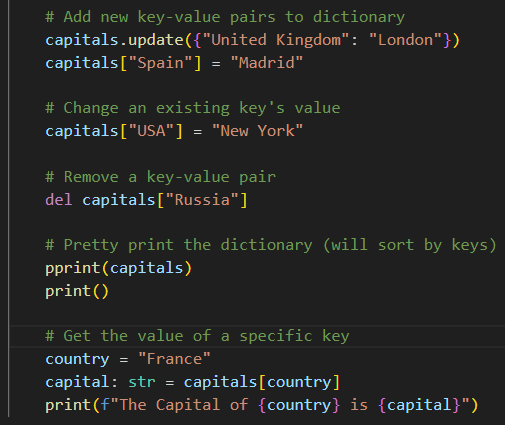 # Add new key-value pairs to dictionary
capitals.update({"United Kingdom": "London"})
capitals["Spain"] = "Madrid"
# Change an existing key's value
capitals["USA"] = "New York"
# Remove a key-value pair
del capitals["Russia"]
# Pretty print the dictionary (will sort by keys)
pprint(capitals)
print()
# Get the value of a specific key
country = "France"
capital: str = capitals[country]
print(f"The Capital of {country} is {capital}")